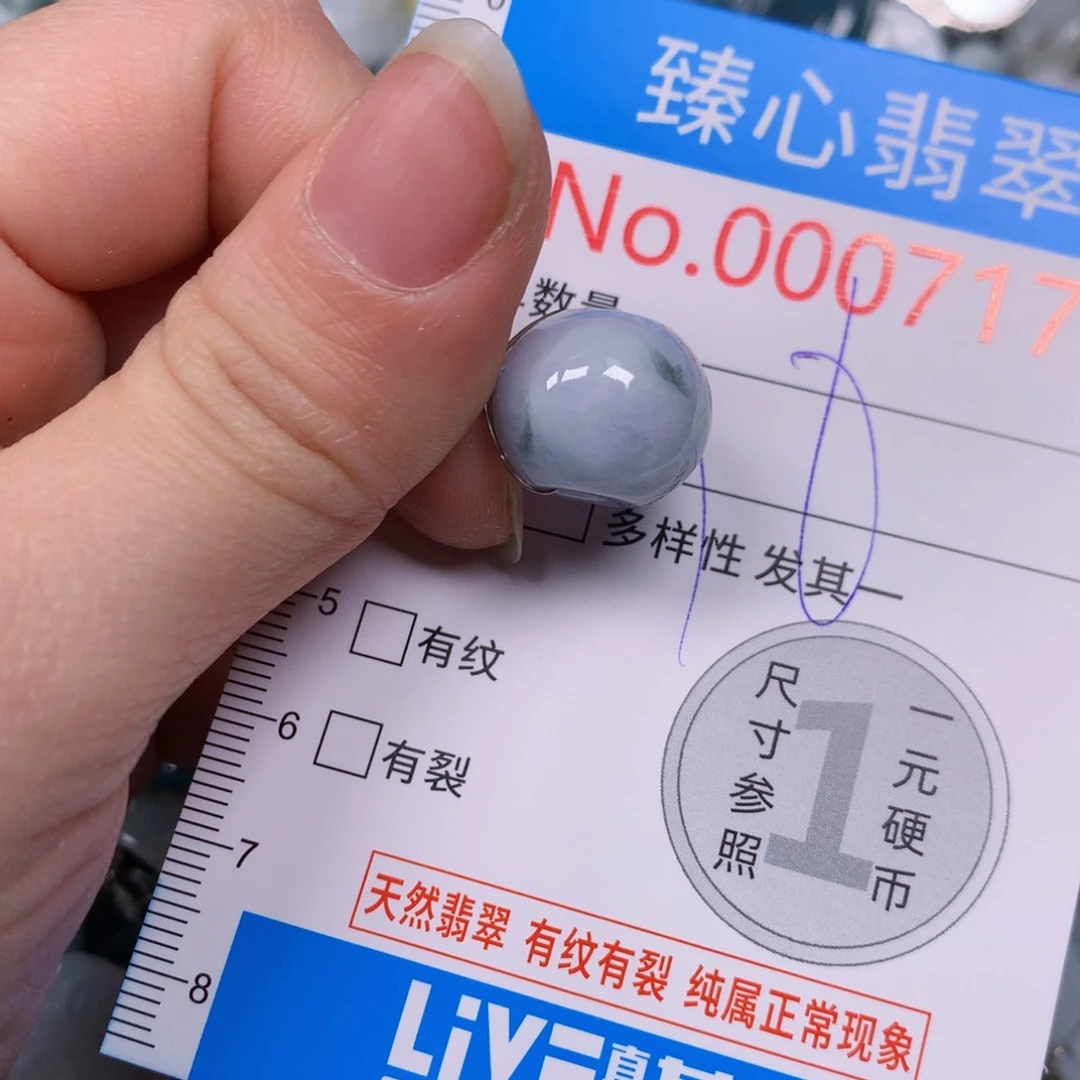 臻心翡翠
No.000717
数量
多样性 发其一
5
有纹
6
有裂
7
8
尺寸参照
一元硬币
1
天然翡翠 有纹有裂 纯属正常现象
LiVE